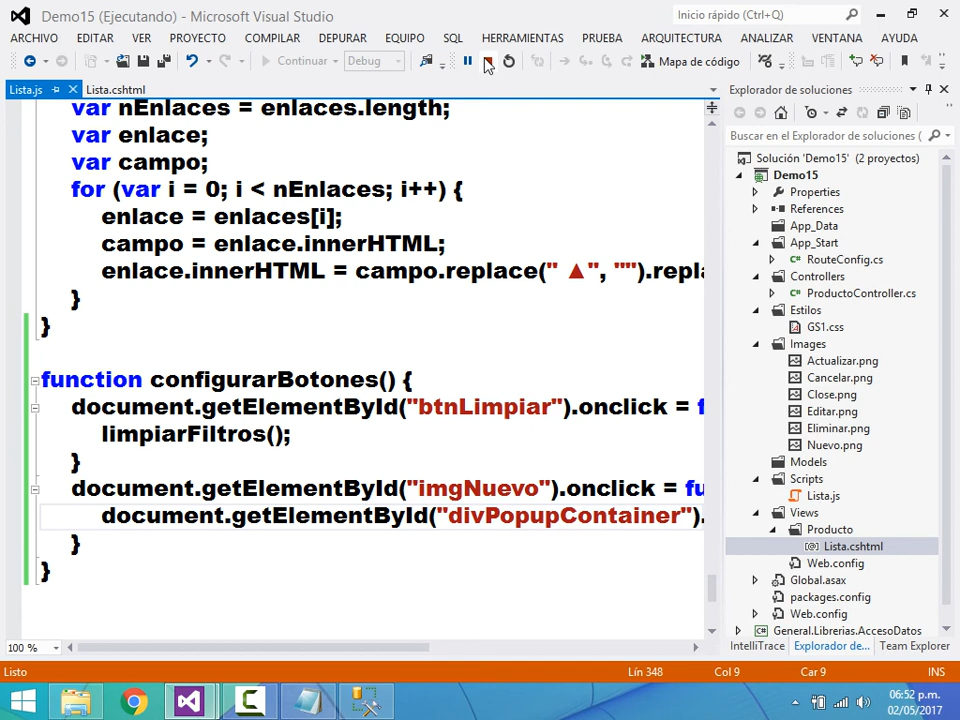 Demo15 (Ejecutando) - Microsoft Visual Studio
Inicio rápido (Ctrl+Q)
ARCHIVO EDITAR VER PROYECTO COMPILAR DEPURAR EQUIPO SQL HERRAMIENTAS PRUEBA ARQUITECTURA ANALIZAR VENTANA AYUDA
Continuar Debug Mapa de código
Lista.js Lista.cshtml
var nEnlaces = enlaces.length;
var enlace;
var campo;
for (var i = 0; i < nEnlaces; i++) {
enlace = enlaces[i];
campo = enlace.innerHTML;
enlace.innerHTML = campo.replace(" ▲", "").repla
}
}
function configurarBotones() {
document.getElementById("btnLimpiar").onclick = f
limpiarFiltros();
}
document.getElementById("imgNuevo").onclick = fu
document.getElementById("divPopupContainer").
}
}
100 %
Explorador de soluciones
Buscar en el Explorador de soluciones (
Solución 'Demo15' (2 proyectos)
Demo15
Properties
References
App_Data
App_Start
RouteConfig.cs
Controllers
ProductoController.cs
Estilos
GS1.css
Images
Actualizar.png
Cancelar.png
Close.png
Editar.png
Eliminar.png
Nuevo.png
Models
Scripts
Lista.js
Views
Producto
Lista.cshtml
Web.config
Global.asax
packages.config
Web.config
General.Librerias.AccesoDatos
IntelliTrace Explorador de... Team Explorer
Listo Lín 348 Col 9 Car 9 INS
06:52 p.m.
02/05/2017